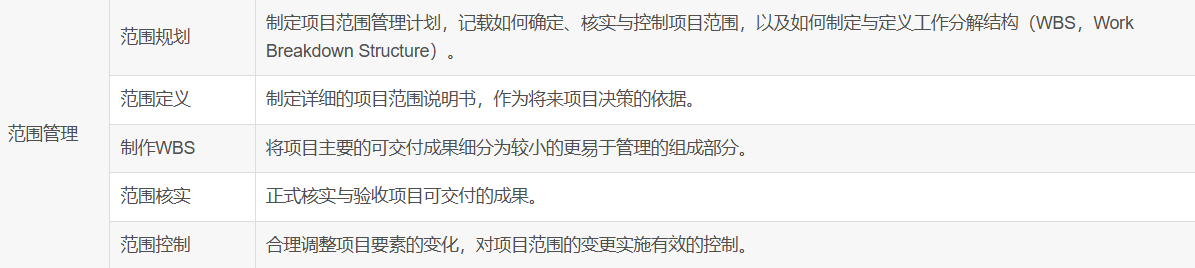 范围管理
范围规划
制定项目范围管理计划，记载如何确定、核实与控制项目范围，以及如何制定与定义工作分解结构（WBS，Work
Breakdown Structure）。
范围定义
制定详细的项目范围说明书，作为将来项目决策的依据。
制作WBS
将项目主要的可交付成果细分为较小的更易于管理的组成部分。
范围核实
正式核实与验收项目可交付的成果。
范围控制
合理调整项目要素的变化，对项目范围的变更实施有效的控制。